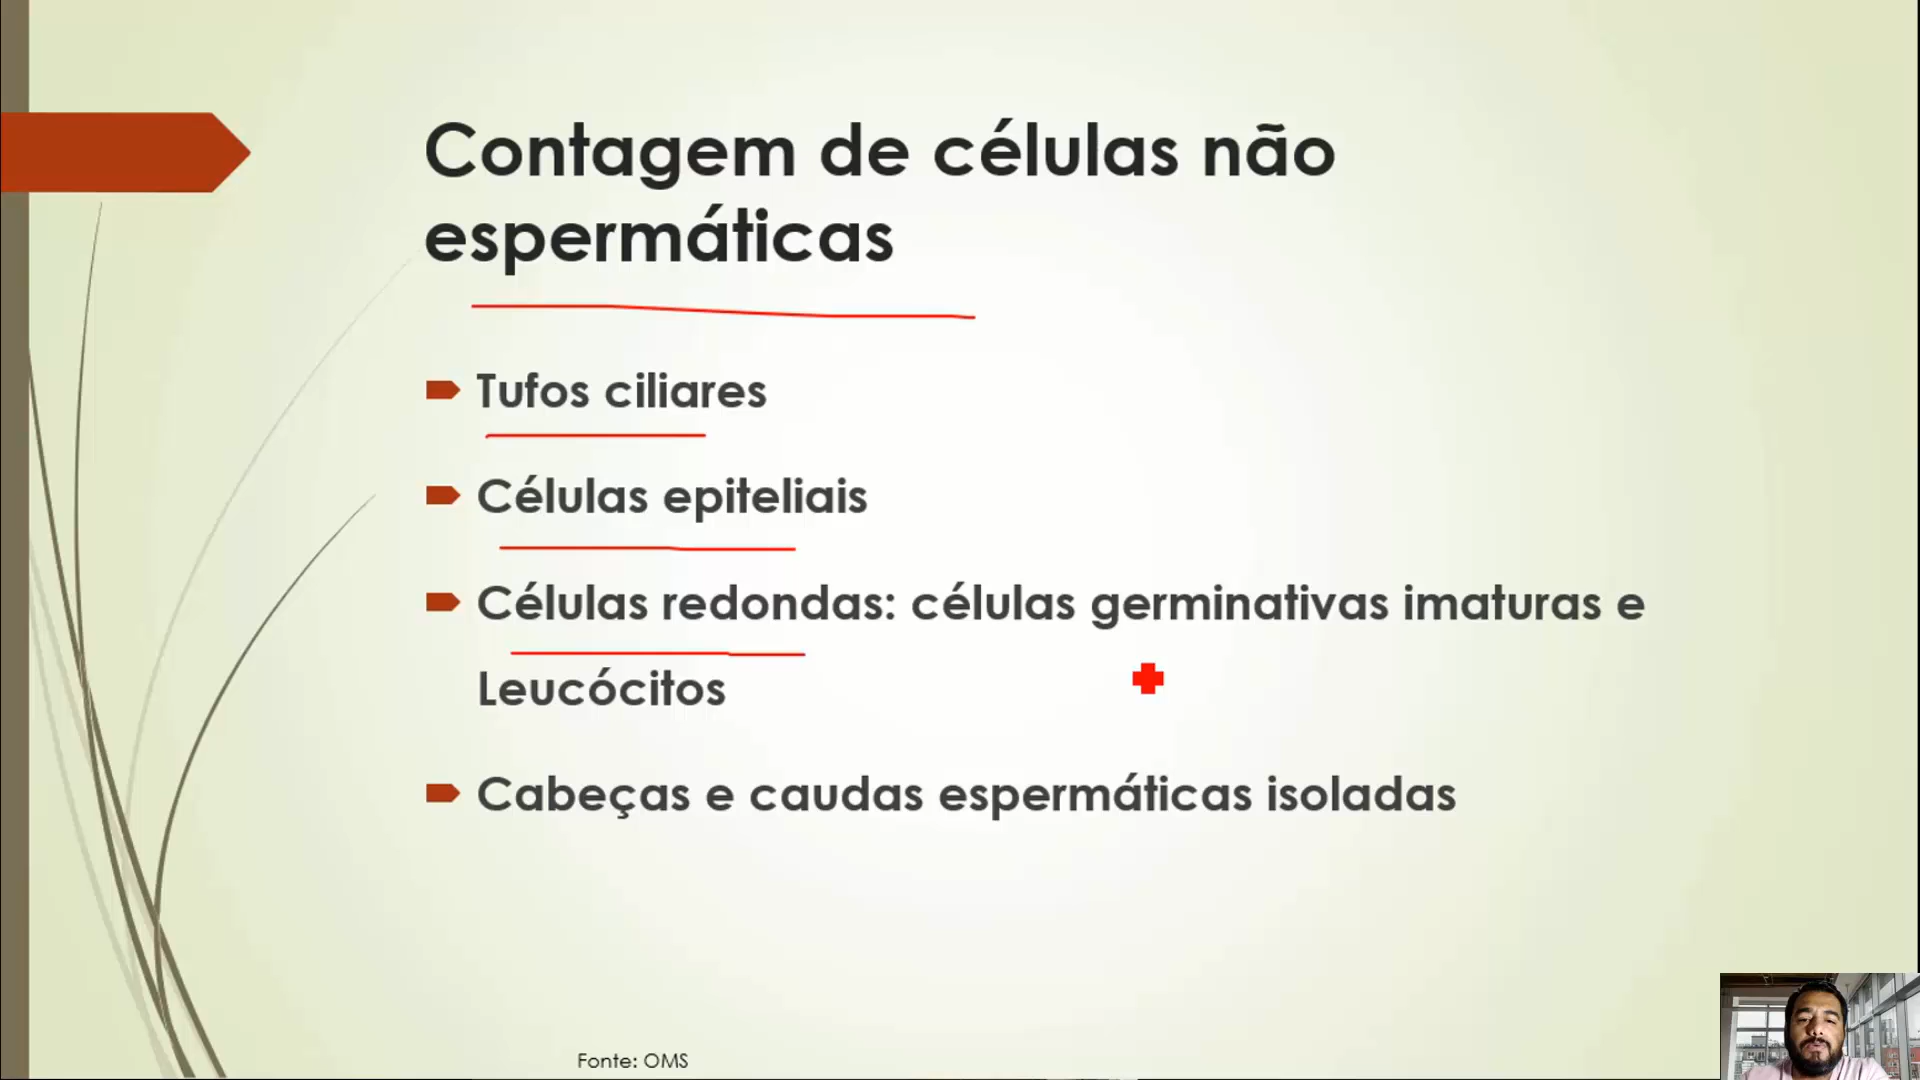 Contagem de células não
espermáticas
Tufos ciliares
Células epiteliais
Células redondas: células germinativas imaturas e
Leucócitos
Cabeças e caudas espermáticas isoladas
Fonte: OMS